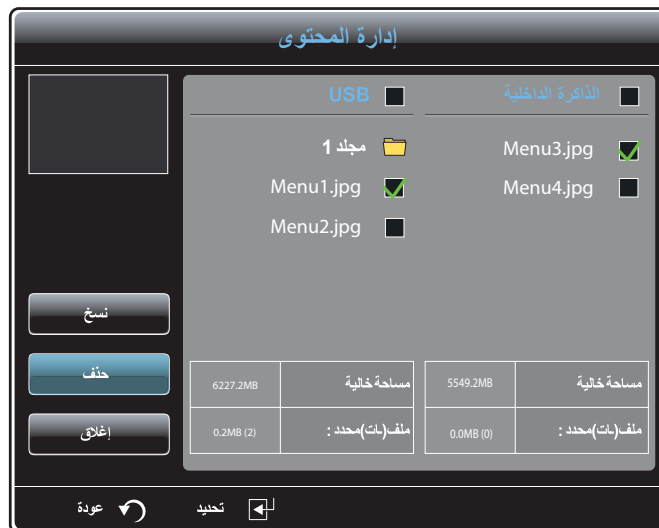 إدارة المحتوى
الذاكرة الداخلية
Menu3.jpg
Menu4.jpg
USB
مجلد 1
Menu1.jpg
Menu2.jpg
مساحة خالية 5549.2MB
ملف(ـات)محدد : 0.0MB (0)
مساحة خالية 6227.2MB
ملف(ـات)محدد : 0.2MB (2)
نسخ
حذف
إغلاق
تحديد
عودة